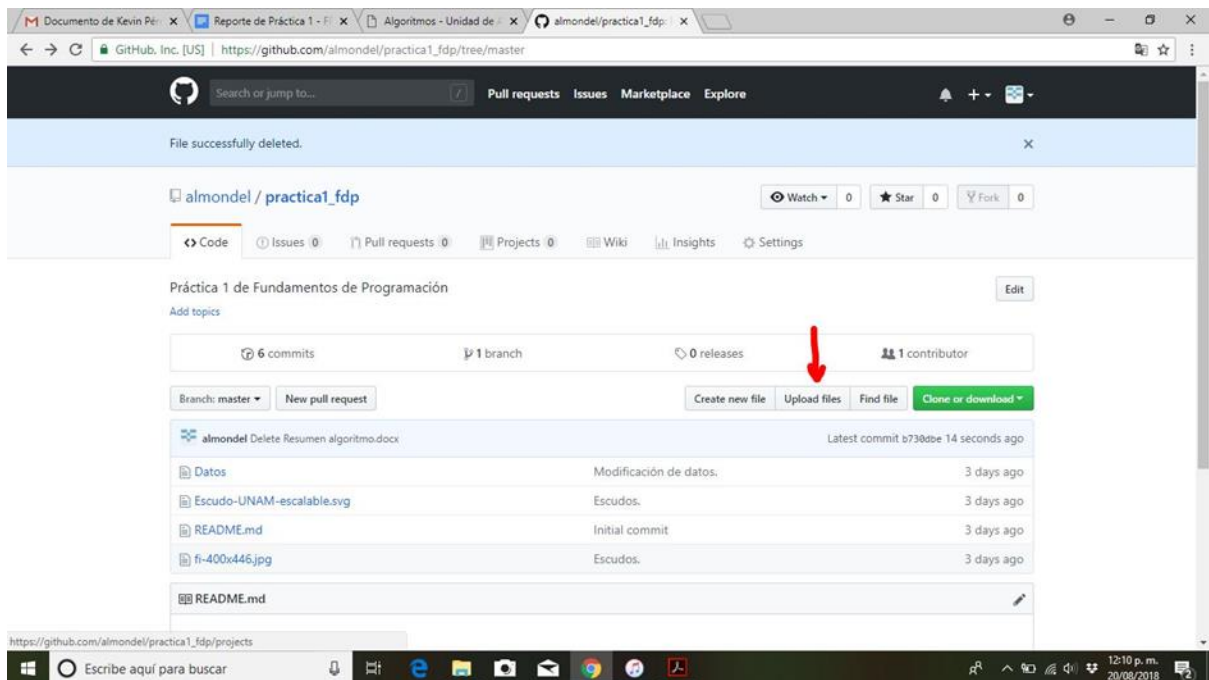 Documento de Kevin Pér
Reporte de Práctica 1 - F
Algoritmos - Unidad de
almondel/practica1_fdp:
GitHub, Inc. [US] | https://github.com/almondel/practica1_fdp/tree/master
Search or jump to... / Pull requests Issues Marketplace Explore
File successfully deleted.
almondel / practica1_fdp Watch 0 Star 0 Fork 0
Code Issues 0 Pull requests 0 Projects 0 Wiki Insights Settings
Práctica 1 de Fundamentos de Programación Edit
Add topics
6 commits 1 branch 0 releases 1 contributor
Branch: master New pull request Create new file Upload files Find file Clone or download
almondel Delete Resumen algoritmo.docx Latest commit b730dbe 14 seconds ago
Datos Modificación de datos. 3 days ago
Escudo-UNAM-escalable.svg Escudos. 3 days ago
README.md Initial commit 3 days ago
fi-400x446.jpg Escudos. 3 days ago
README.md
https://github.com/almondel/practica1_fdp/projects
Escribe aquí para buscar 12:10 p. m.
20/08/2018 2